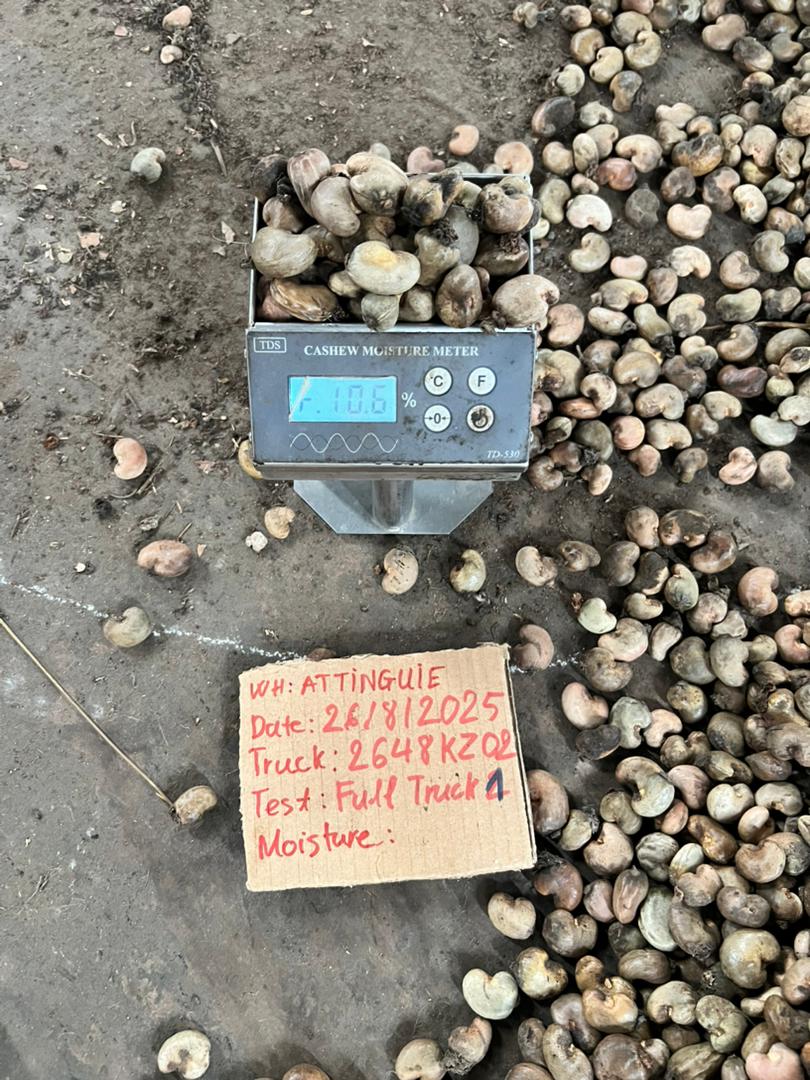 TDS
CASHEW MOISTURE METER
r. 10.6 %
°C F
→0←
TD-530
WH: ATTINGUIE
Date: 26/8/2025
Truck: 2648KZ02
Test: Full Truck 1
Moisture: